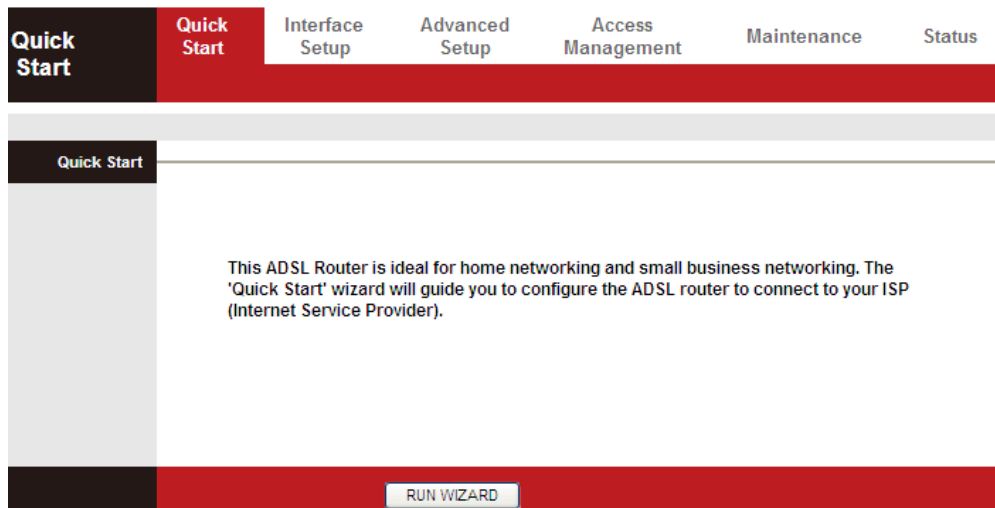 Quick
Start
Quick
Start
Interface
Setup
Advanced
Setup
Access
Management
Maintenance
Status
Quick Start
This ADSL Router is ideal for home networking and small business networking. The
'Quick Start' wizard will guide you to configure the ADSL router to connect to your ISP
(Internet Service Provider).
RUN WIZARD